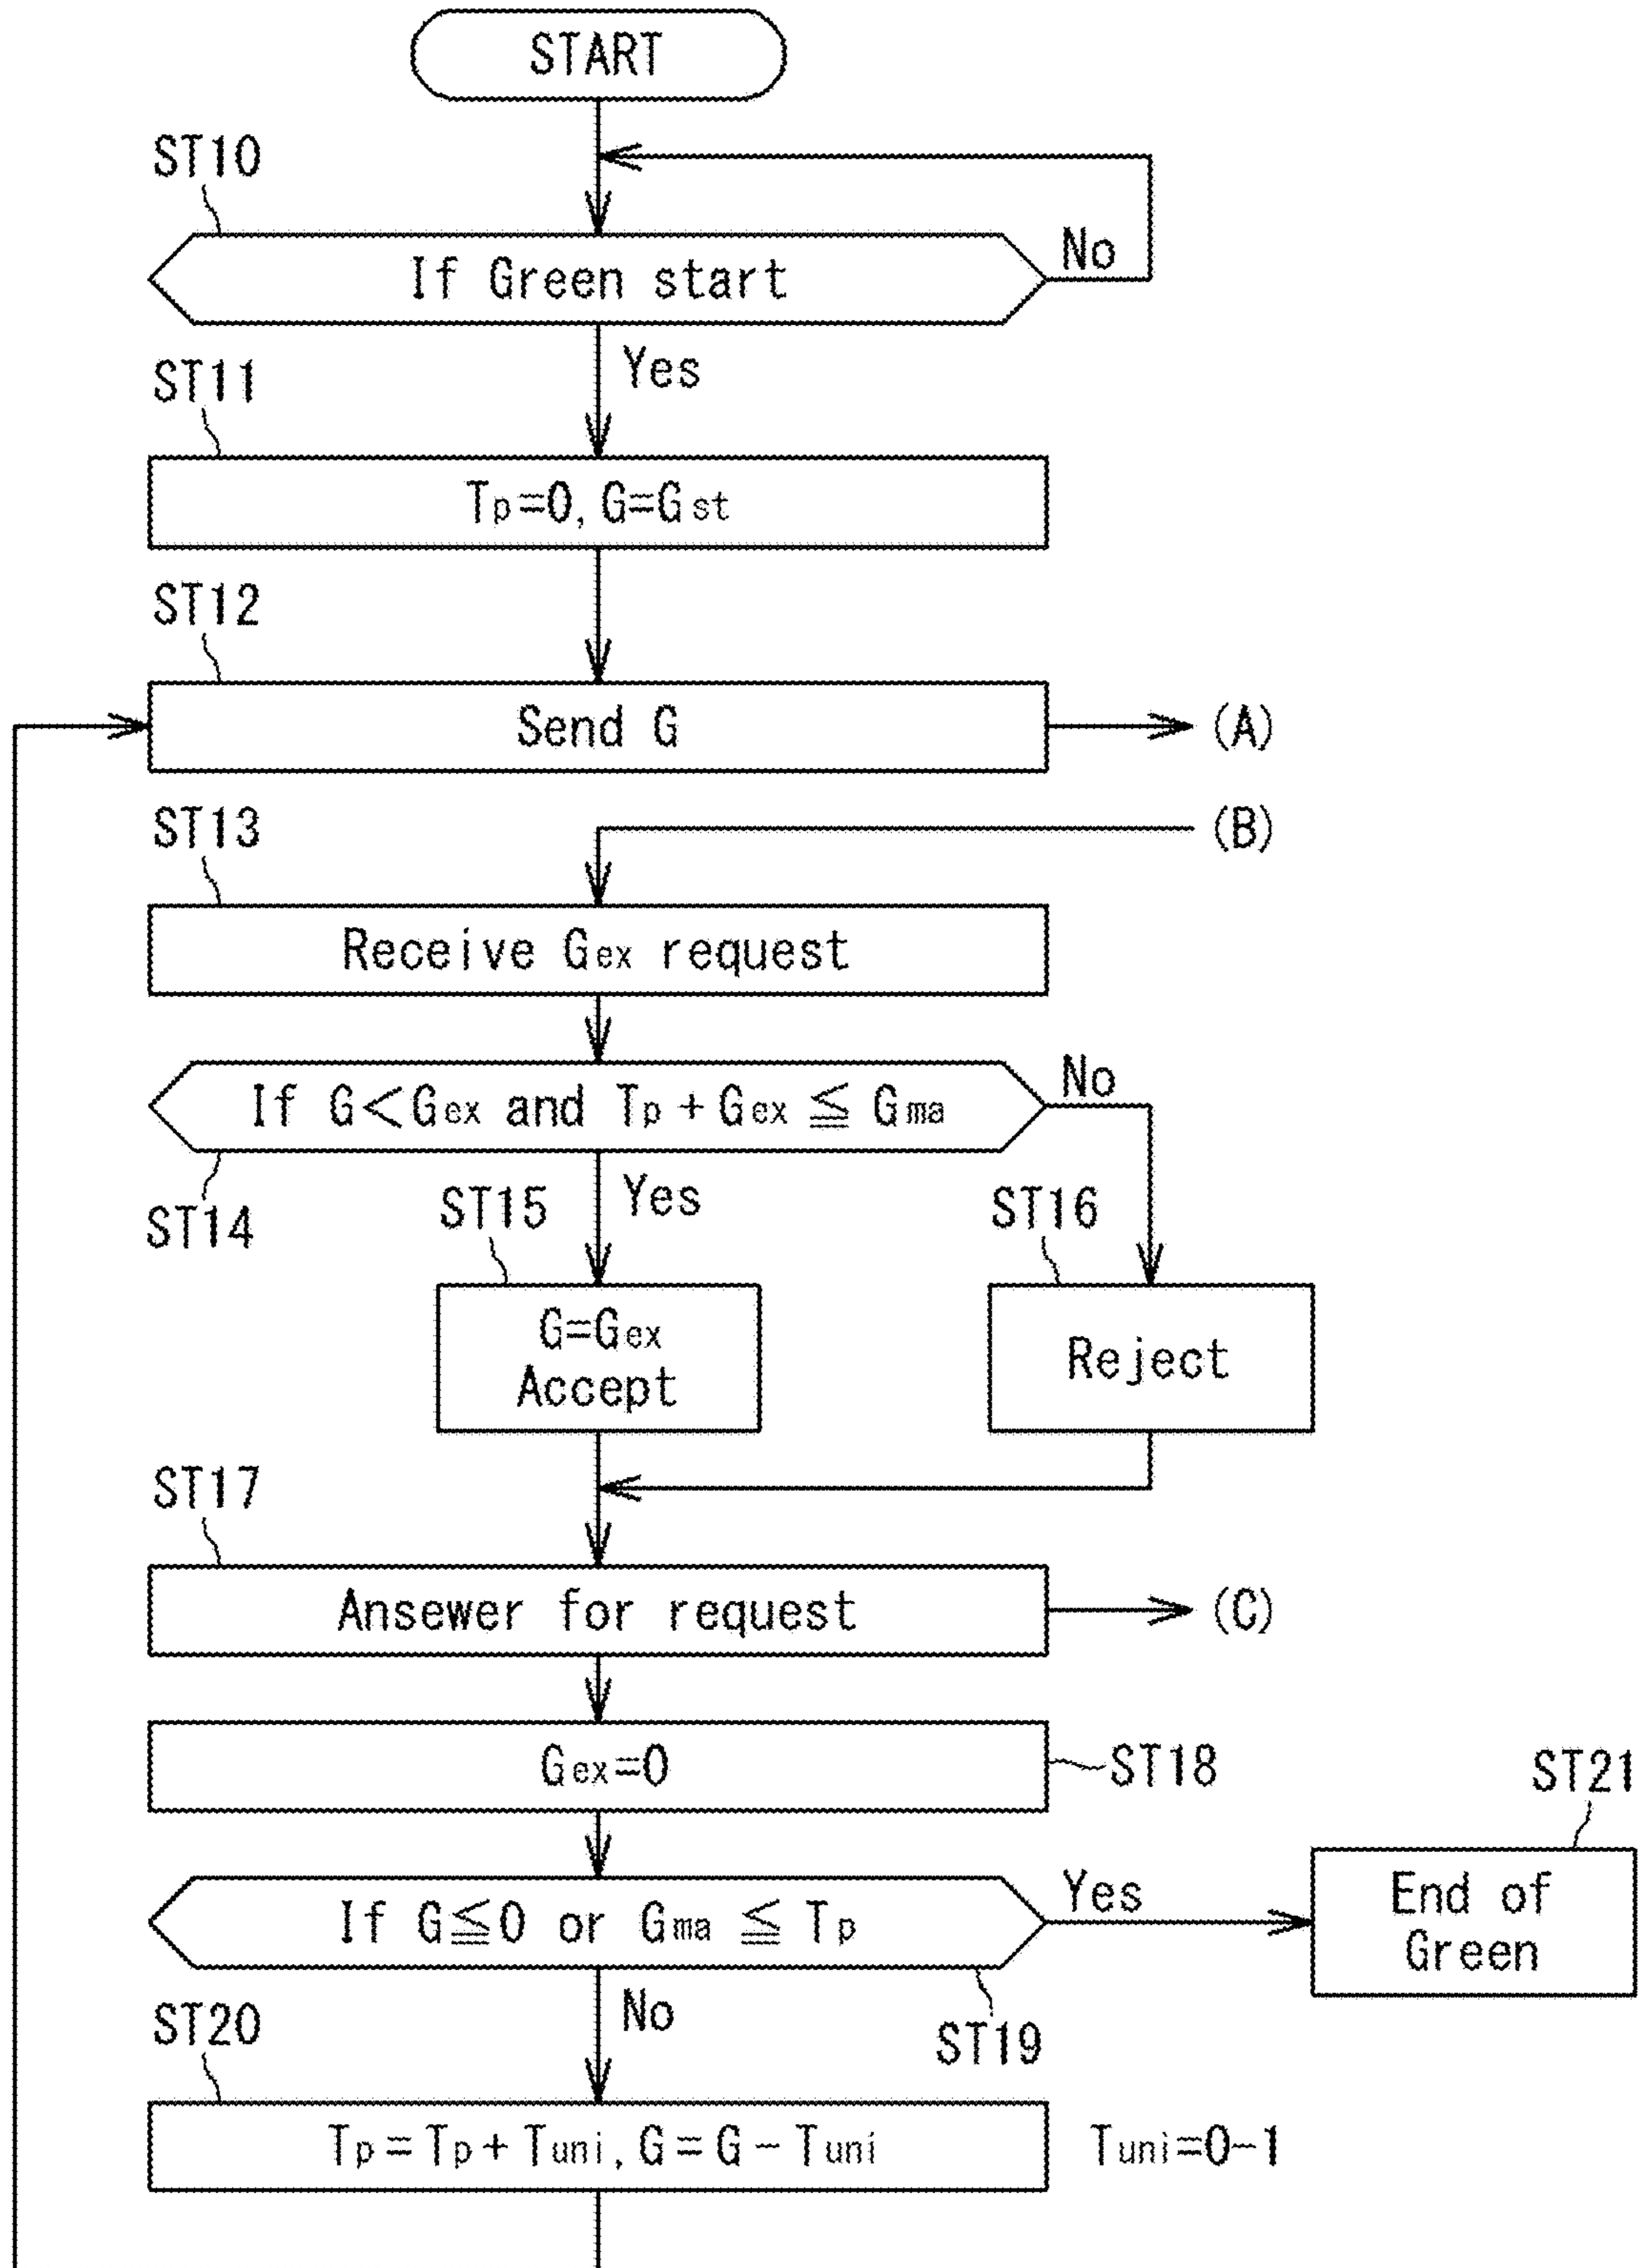 START
ST10
If Green start
No
Yes
ST11
Tp=0, G=Gst
ST12
Send G
(A)
(B)
ST13
Receive Gex request
If G<Gex and Tp+Gex≦Gma
No
ST14
Yes
ST15
ST16
G=Gex
Accept
Reject
ST17
Ansewer for request
(C)
Gex=0
ST18
ST21
If G≦0 or Gma≦Tp
Yes
End of
Green
No
ST19
ST20
Tp=Tp+Tuni, G=G-Tuni
Tuni=0-1